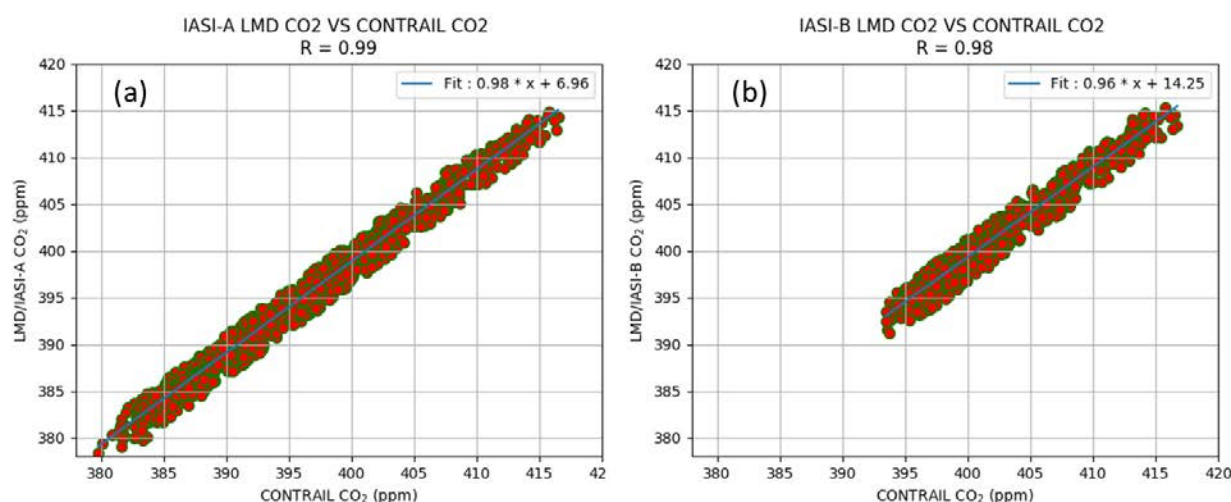 IASI-A LMD CO2 VS CONTRAIL CO2
R = 0.99
(a)
Fit : 0.98 * x + 6.96
420
415
410
405
400
395
390
385
380
LMD/IASI-A CO₂ (ppm)
380 385 390 395 400 405 410 415 42
CONTRAIL CO₂ (ppm)
IASI-B LMD CO2 VS CONTRAIL CO2
R = 0.98
(b)
Fit : 0.96 * x + 14.25
420
415
410
405
400
395
390
385
380
LMD/IASI-B CO₂ (ppm)
380 385 390 395 400 405 410 415 420
CONTRAIL CO₂ (ppm)